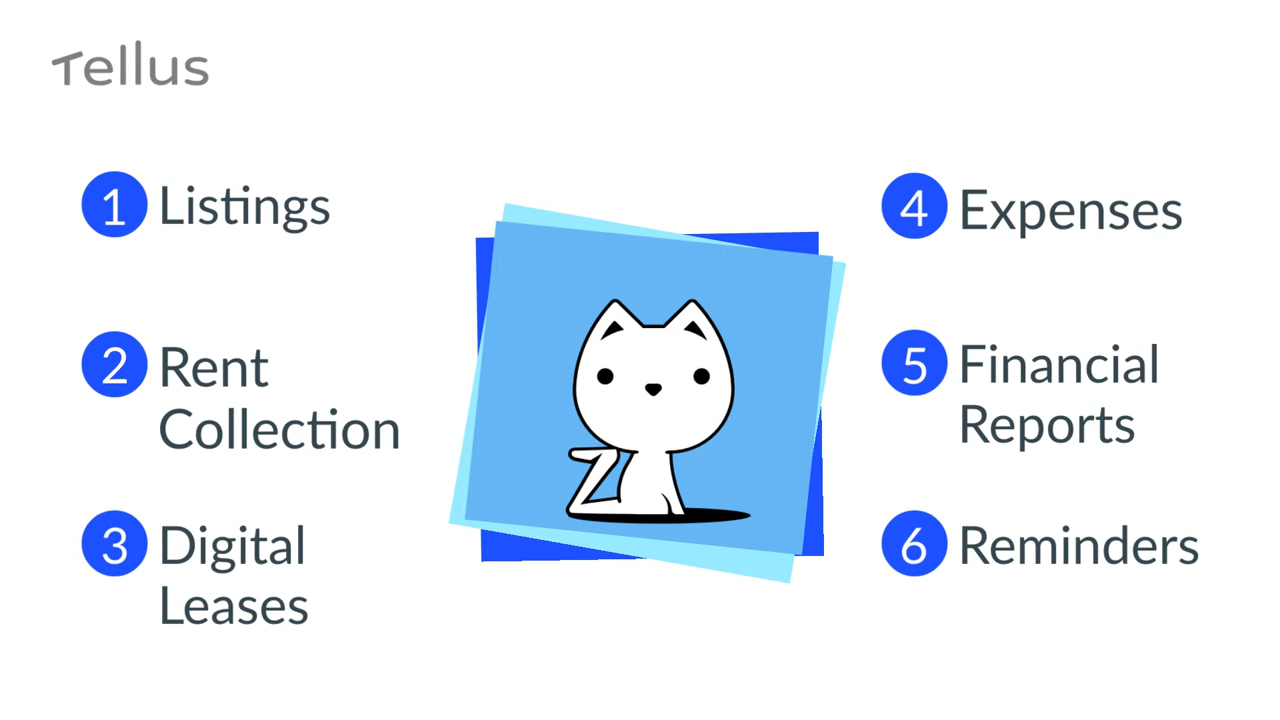 Tellus
1 Listings
2 Rent
Collection
3 Digital
Leases
4 Expenses
5 Financial
Reports
6 Reminders